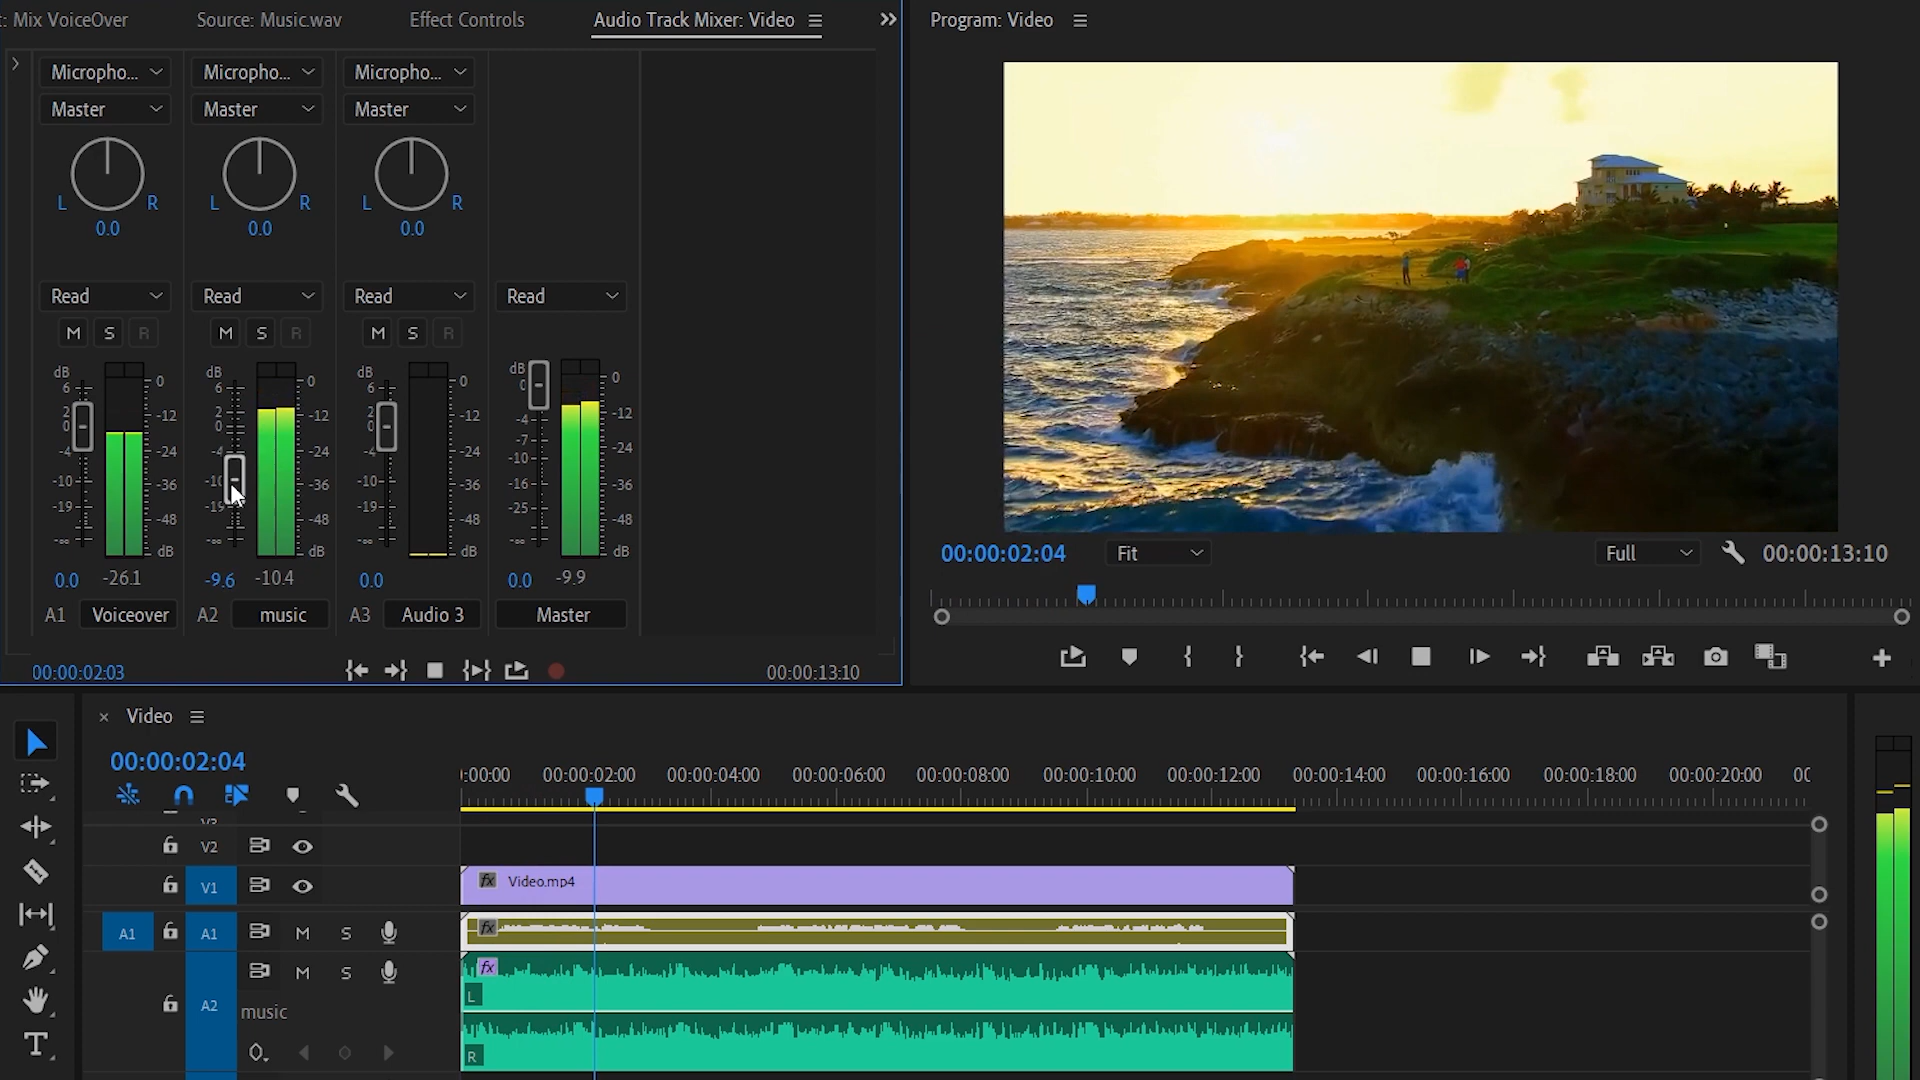 : Mix VoiceOver Source: Music.wav Effect Controls Audio Track Mixer: Video
Program: Video
Micropho... Micropho... Micropho...
Master Master Master
L R L R L R
0.0 0.0 0.0
Read Read Read Read
M S R M S R M S R
dB 6 2 0 -4 -10 -19 -∞
0 -12 -24 -36 -48 dB
dB 6 2 0 -4 -10 -19 -∞
0 -12 -24 -36 -48 dB
dB 6 2 0 -4 -10 -19 -∞
0 -12 -24 -36 -48 dB
dB 0 -4 -7 -10 -16 -25 -∞
0 -12 -24 -36 -48 dB
0.0 -26.1 -9.6 -10.4 0.0 0.0 -9.9
A1 Voiceover A2 music A3 Audio 3 Master
00:00:02:03 00:00:13:10
00:00:02:04 Fit Full 00:00:13:10
× Video
00:00:02:04
:00:00 00:00:02:00 00:00:04:00 00:00:06:00 00:00:08:00 00:00:10:00 00:00:12:00 00:00:14:00 00:00:16:00 00:00:18:00 00:00:20:00 00
V3
V2
V1 fx Video.mp4
A1 A1 M S fx
M S fx
L
A2 music
R
T